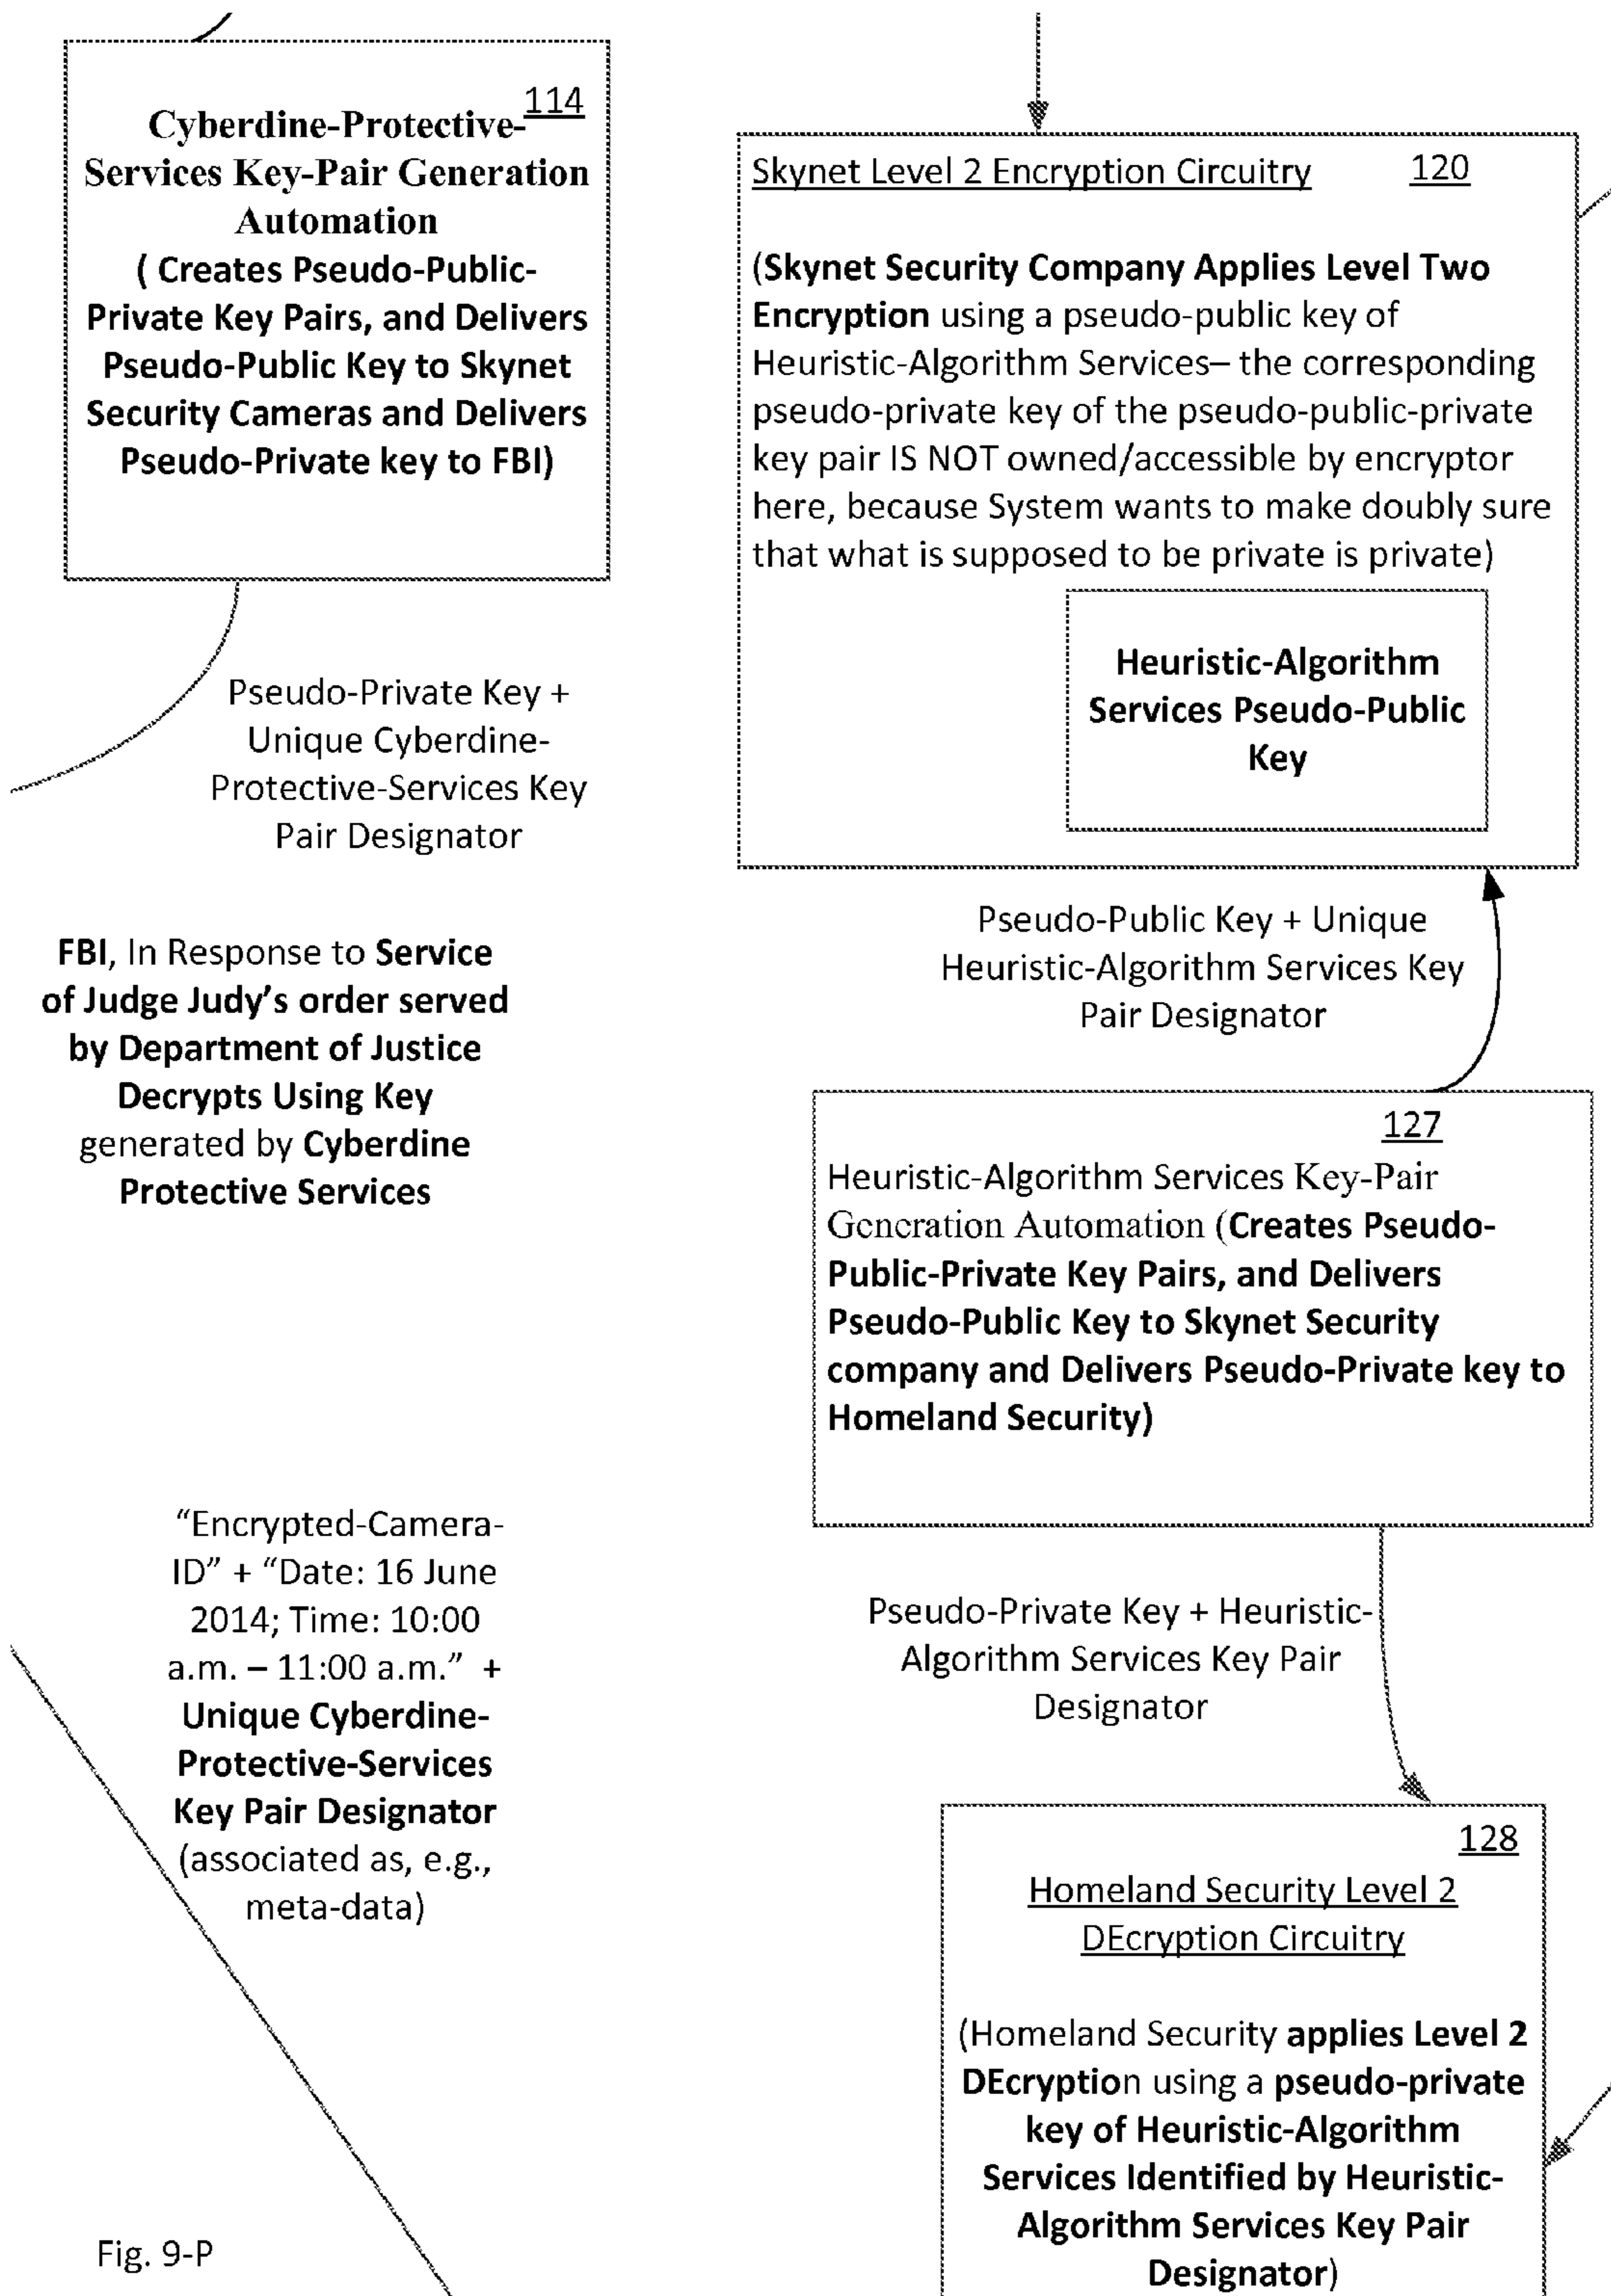 114
Cyberdine-Protective-
Services Key-Pair Generation
Automation
( Creates Pseudo-Public-
Private Key Pairs, and Delivers
Pseudo-Public Key to Skynet
Security Cameras and Delivers
Pseudo-Private key to FBI)
Pseudo-Private Key +
Unique Cyberdine-
Protective-Services Key
Pair Designator
FBI, In Response to Service
of Judge Judy’s order served
by Department of Justice
Decrypts Using Key
generated by Cyberdine
Protective Services
“Encrypted-Camera-
ID” + “Date: 16 June
2014; Time: 10:00
a.m. – 11:00 a.m.” +
Unique Cyberdine-
Protective-Services
Key Pair Designator
(associated as, e.g.,
meta-data)
Skynet Level 2 Encryption Circuitry 120
(Skynet Security Company Applies Level Two
Encryption using a pseudo-public key of
Heuristic-Algorithm Services– the corresponding
pseudo-private key of the pseudo-public-private
key pair IS NOT owned/accessible by encryptor
here, because System wants to make doubly sure
that what is supposed to be private is private)
Heuristic-Algorithm
Services Pseudo-Public
Key
Pseudo-Public Key + Unique
Heuristic-Algorithm Services Key
Pair Designator
127
Heuristic-Algorithm Services Key-Pair
Generation Automation (Creates Pseudo-
Public-Private Key Pairs, and Delivers
Pseudo-Public Key to Skynet Security
company and Delivers Pseudo-Private key to
Homeland Security)
Pseudo-Private Key + Heuristic-
Algorithm Services Key Pair
Designator
128
Homeland Security Level 2
DEcryption Circuitry
(Homeland Security applies Level 2
DEcryption using a pseudo-private
key of Heuristic-Algorithm
Services Identified by Heuristic-
Algorithm Services Key Pair
Designator)
Fig. 9-P